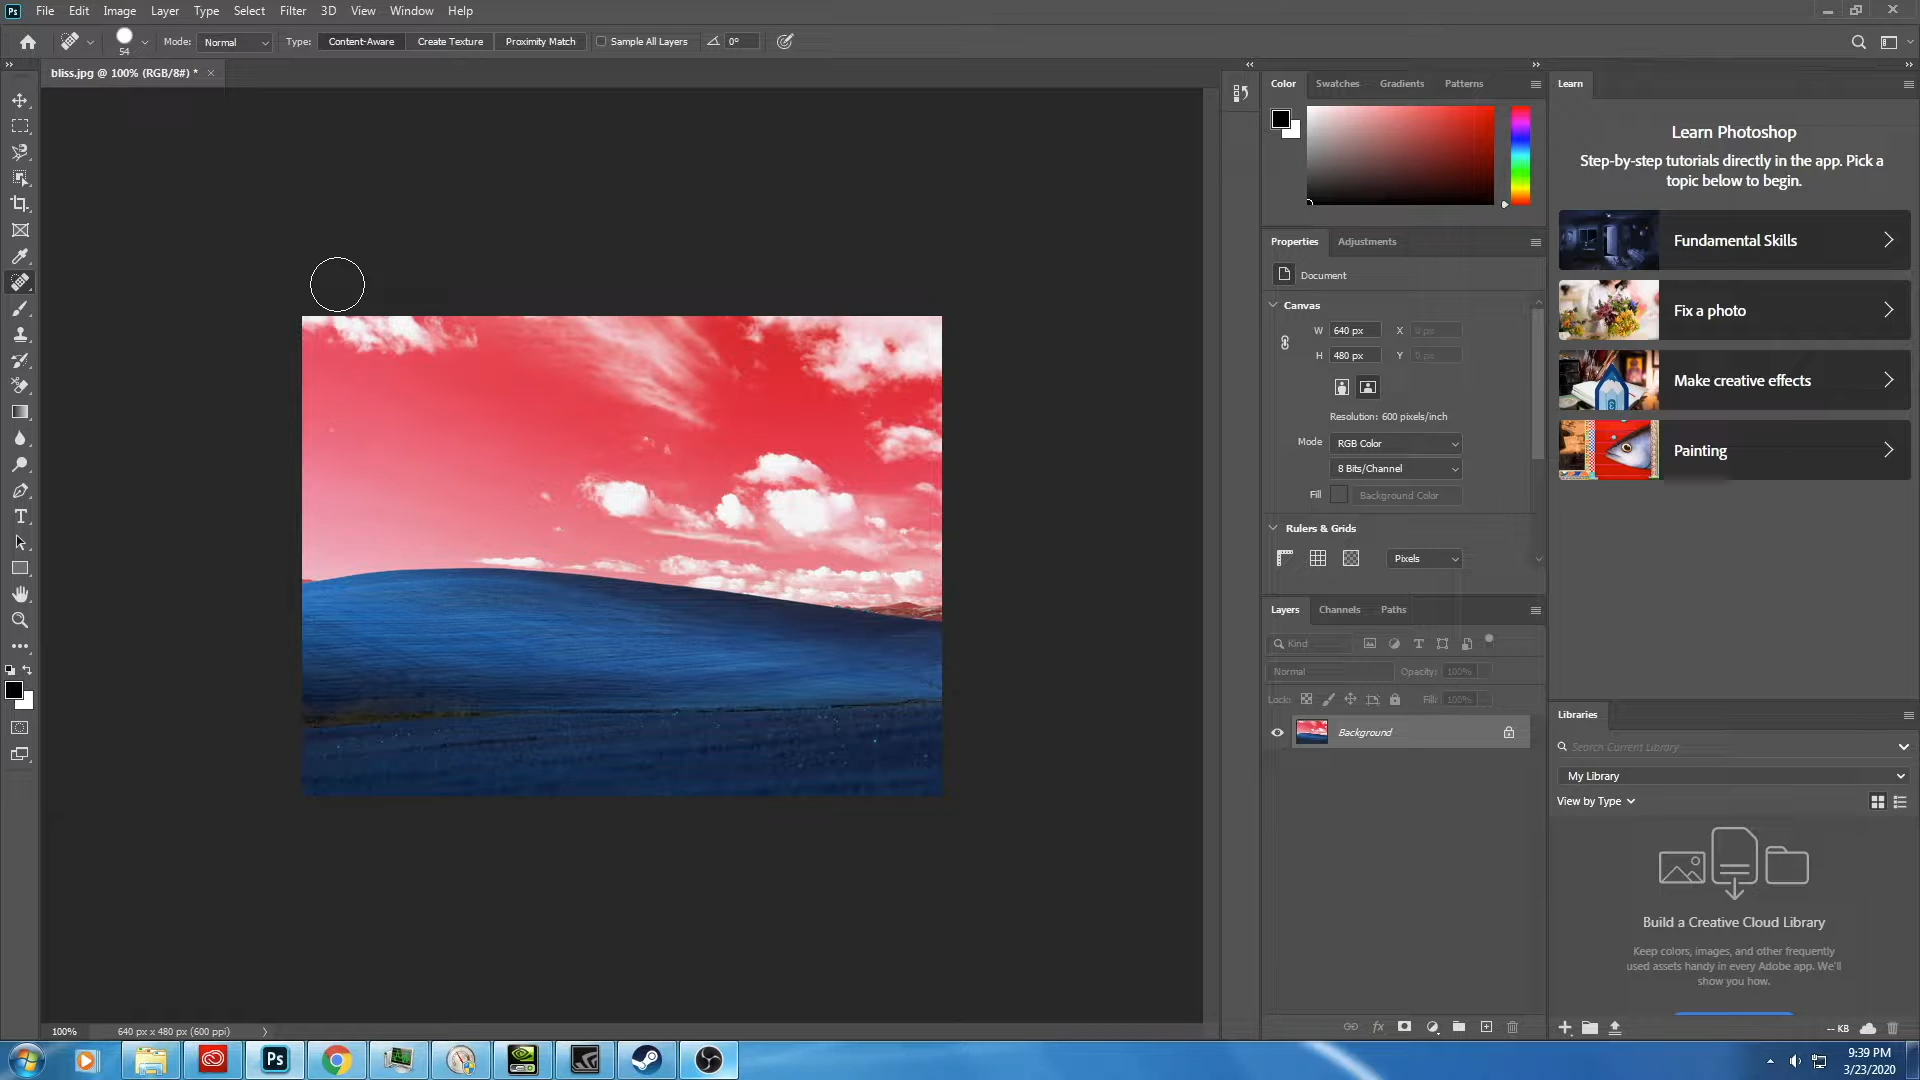 Ps File Edit Image Layer Type Select Filter 3D View Window Help
54 Mode: Normal Type: Content-Aware Create Texture Proximity Match Sample All Layers 0°
bliss.jpg @ 100% (RGB/8#) *
Color Swatches Gradients Patterns
Properties Adjustments
Document
Canvas
W 640 px X 0 px
H 480 px Y 0 px
Resolution: 600 pixels/inch
Mode RGB Color
8 Bits/Channel
Fill Background Color
Rulers & Grids
Pixels
Layers Channels Paths
Kind
Normal Opacity: 100%
Lock: Fill: 100%
Background
fx
Learn
Learn Photoshop
Step-by-step tutorials directly in the app. Pick a
topic below to begin.
Fundamental Skills
Fix a photo
Make creative effects
Painting
Libraries
Search Current Library
My Library
View by Type
Build a Creative Cloud Library
Keep colors, images, and other frequently
used assets handy in every Adobe app. We'll
show you how.
-- KB
100% 640 px x 480 px (600 ppi)
Ps
9:39 PM
3/23/2020